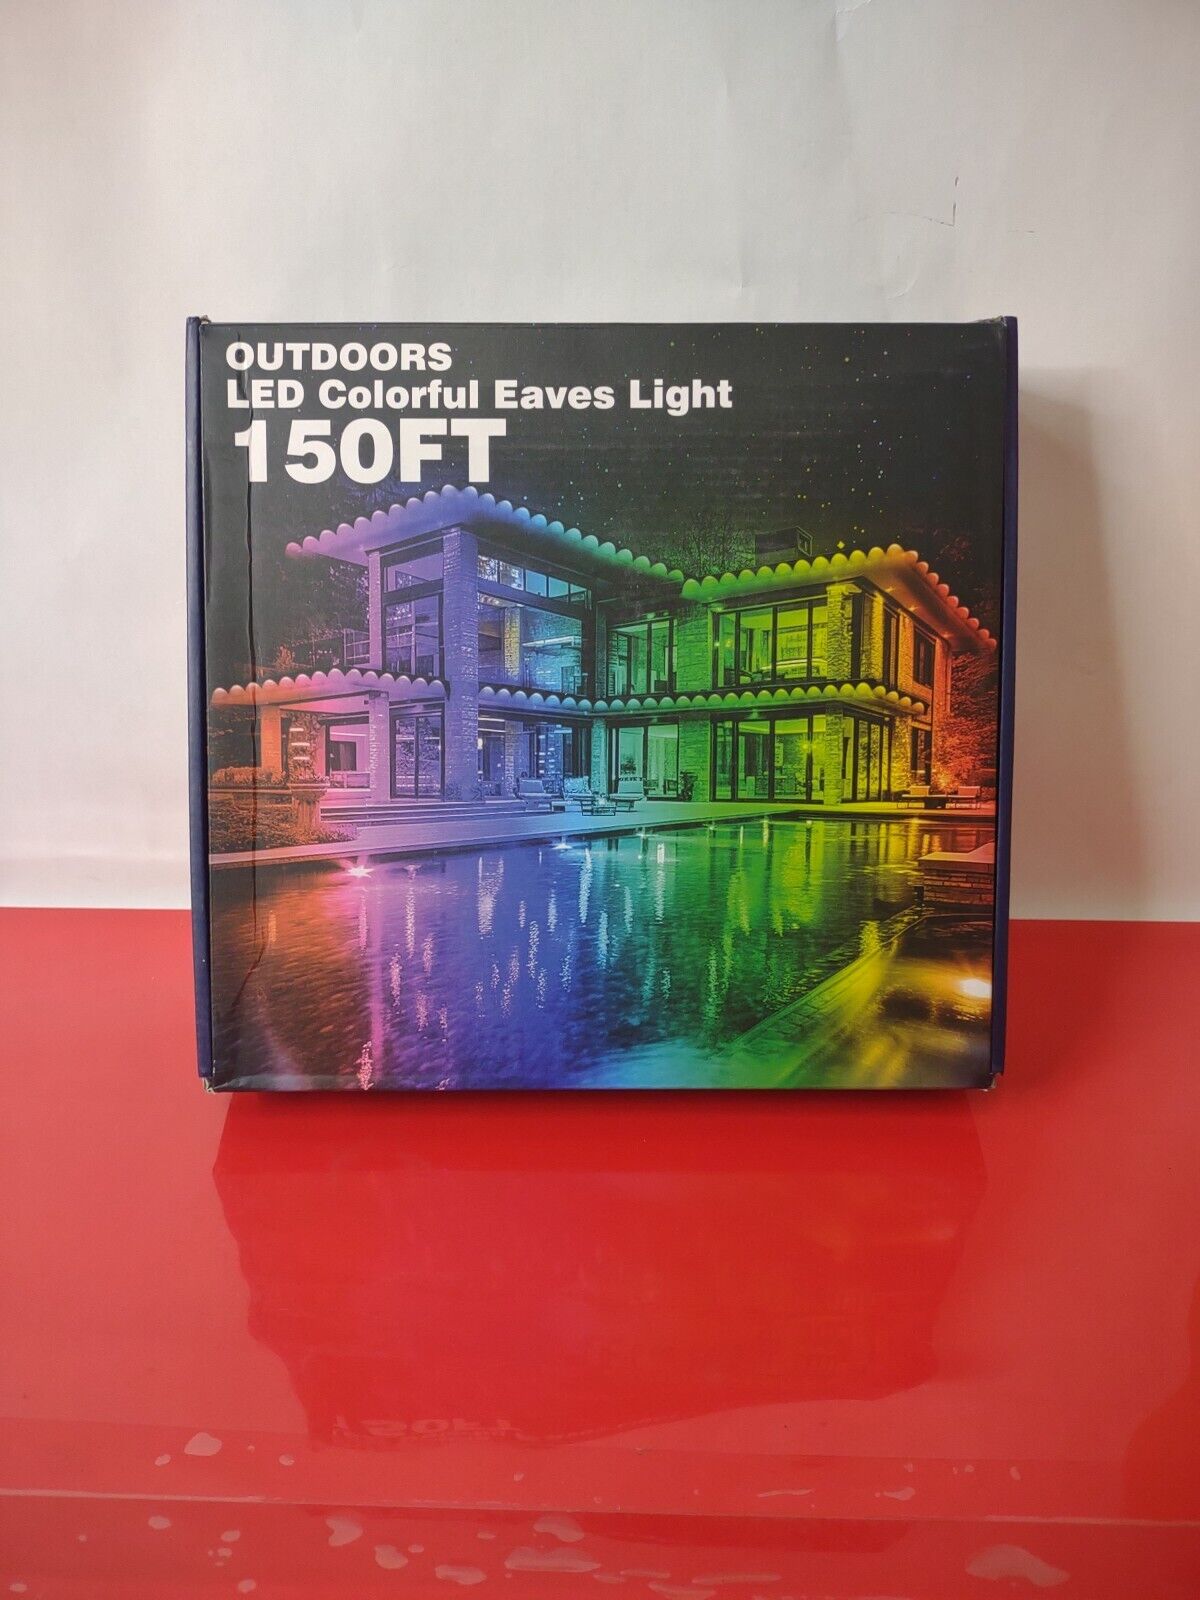 OUTDOORS
LED Colorful Eaves Light
150FT